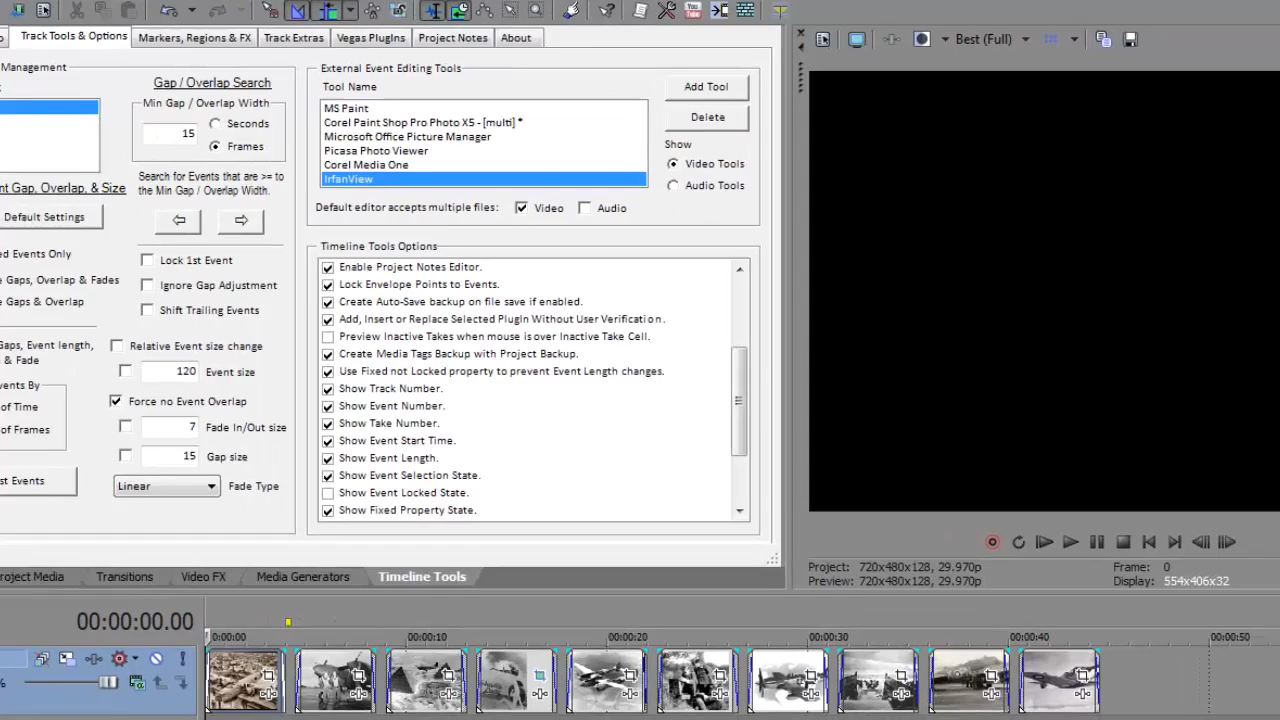 Track Tools & Options
Markers, Regions & FX
Track Extras
Vegas PlugIns
Project Notes
About
Management
Gap / Overlap Search
Min Gap / Overlap Width
15
Seconds
Frames
Search for Events that are >= to
the Min Gap / Overlap Width.
nt Gap, Overlap, & Size
Default Settings
ed Events Only
e Gaps, Overlap & Fades
e Gaps & Overlap
Gaps, Event length,
& Fade
vents By
of Time
of Frames
st Events
Lock 1st Event
Ignore Gap Adjustment
Shift Trailing Events
Relative Event size change
120 Event size
Force no Event Overlap
7 Fade In/Out size
15 Gap size
Linear Fade Type
External Event Editing Tools
Tool Name
MS Paint
Corel Paint Shop Pro Photo X5 - [multi] *
Microsoft Office Picture Manager
Picasa Photo Viewer
Corel Media One
IrfanView
Add Tool
Delete
Show
Video Tools
Audio Tools
Default editor accepts multiple files: Video Audio
Timeline Tools Options
Enable Project Notes Editor.
Lock Envelope Points to Events.
Create Auto-Save backup on file save if enabled.
Add, Insert or Replace Selected PlugIn Without User Verification.
Preview Inactive Takes when mouse is over Inactive Take Cell.
Create Media Tags Backup with Project Backup.
Use Fixed not Locked property to prevent Event Length changes.
Show Track Number.
Show Event Number.
Show Take Number.
Show Event Start Time.
Show Event Length.
Show Event Selection State.
Show Event Locked State.
Show Fixed Property State.
Best (Full)
Project: 720x480x128, 29.970p
Preview: 720x480x128, 29.970p
Frame: 0
Display: 554x406x32
roject Media
Transitions
Video FX
Media Generators
Timeline Tools
00:00:00.00
0:00:00
00:00:10
00:00:20
00:00:30
00:00:40
00:00:50
%